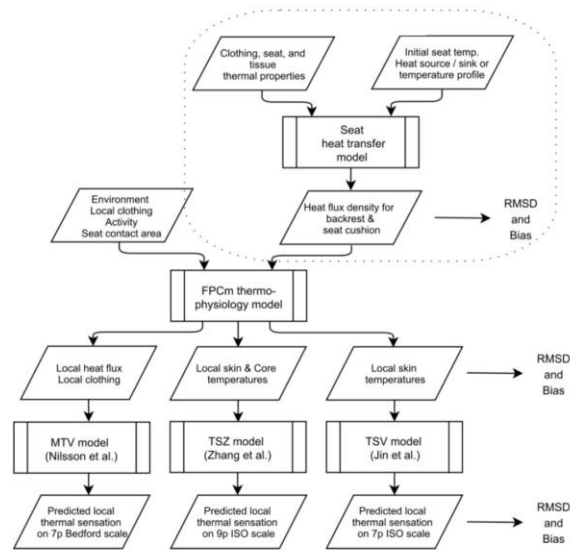 Clothing, seat, and
tissue
thermal properties
Initial seat temp.
Heat source / sink or
temperature profile
Seat
heat transfer
model
Environment
Local clothing
Activity
Seat contact area
Heat flux density for
backrest &
seat cushion
RMSD
and
Bias
FPCm thermo-
physiology model
Local heat flux
Local clothing
Local skin & Core
temperatures
Local skin
temperatures
RMSD
and
Bias
MTV model
(Nilsson et al.)
TSZ model
(Zhang et al.)
TSV model
(Jin et al.)
Predicted local
thermal sensation
on 7p Bedford scale
Predicted local
thermal sensation
on 9p ISO scale
Predicted local
thermal sensation
on 7p ISO scale
RMSD
and
Bias